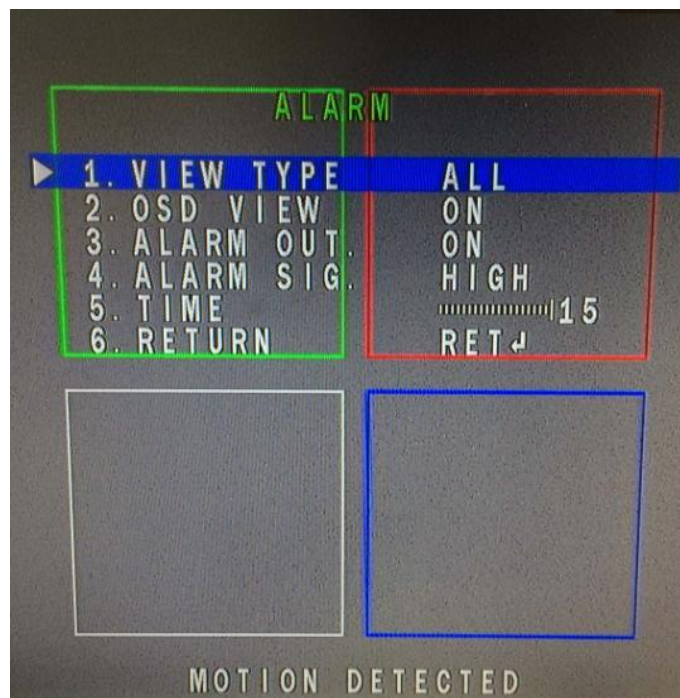 ALARM
1. VIEW TYPE ALL
2. OSD VIEW ON
3. ALARM OUT. ON
4. ALARM SIG. HIGH
5. TIME 15
6. RETURN RET↲
MOTION DETECTED